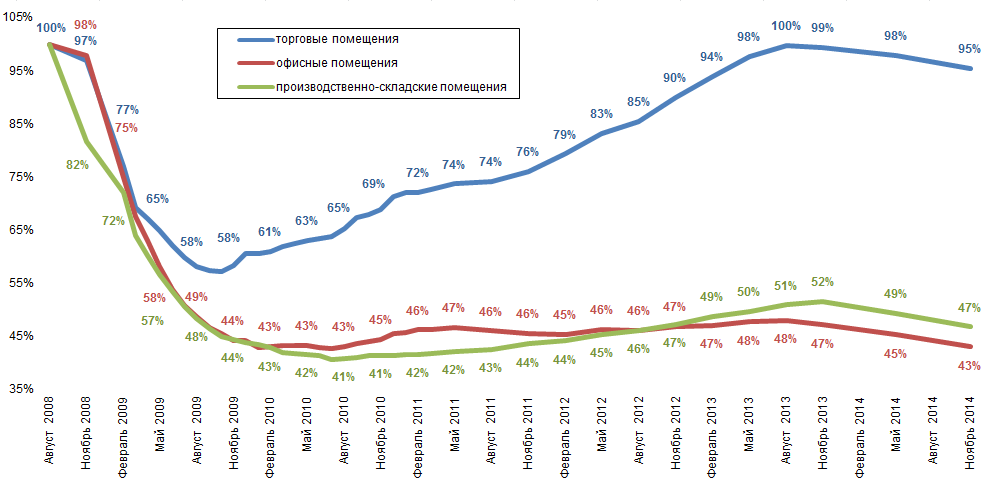 105%
95%
85%
75%
65%
55%
45%
35%
торговые помещения
офисные помещения
производственно-складские помещения
100%
97%
77%
65%
58%
58%
61%
63%
65%
69%
72%
74%
74%
76%
79%
83%
85%
90%
94%
98%
100%
99%
98%
95%
98%
75%
58%
49%
44%
43%
43%
43%
45%
46%
47%
46%
46%
45%
46%
46%
47%
47%
48%
48%
47%
45%
43%
82%
72%
57%
48%
44%
43%
42%
41%
41%
42%
42%
43%
44%
44%
45%
46%
47%
49%
50%
51%
52%
49%
47%
Август 2008
Ноябрь 2008
Февраль 2009
Май 2009
Август 2009
Ноябрь 2009
Февраль 2010
Май 2010
Август 2010
Ноябрь 2010
Февраль 2011
Май 2011
Август 2011
Ноябрь 2011
Февраль 2012
Май 2012
Август 2012
Ноябрь 2012
Февраль 2013
Май 2013
Август 2013
Ноябрь 2013
Февраль 2014
Май 2014
Август 2014
Ноябрь 2014